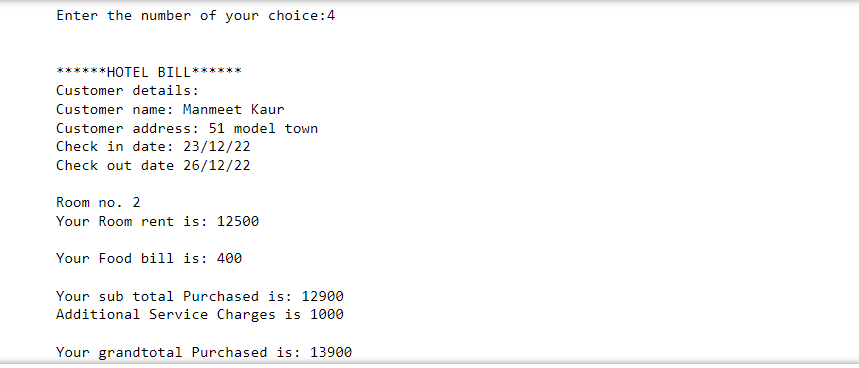 Enter the number of your choice:4
******HOTEL BILL******
Customer details:
Customer name: Manmeet Kaur
Customer address: 51 model town
Check in date: 23/12/22
Check out date 26/12/22
Room no. 2
Your Room rent is: 12500
Your Food bill is: 400
Your sub total Purchased is: 12900
Additional Service Charges is 1000
Your grandtotal Purchased is: 13900